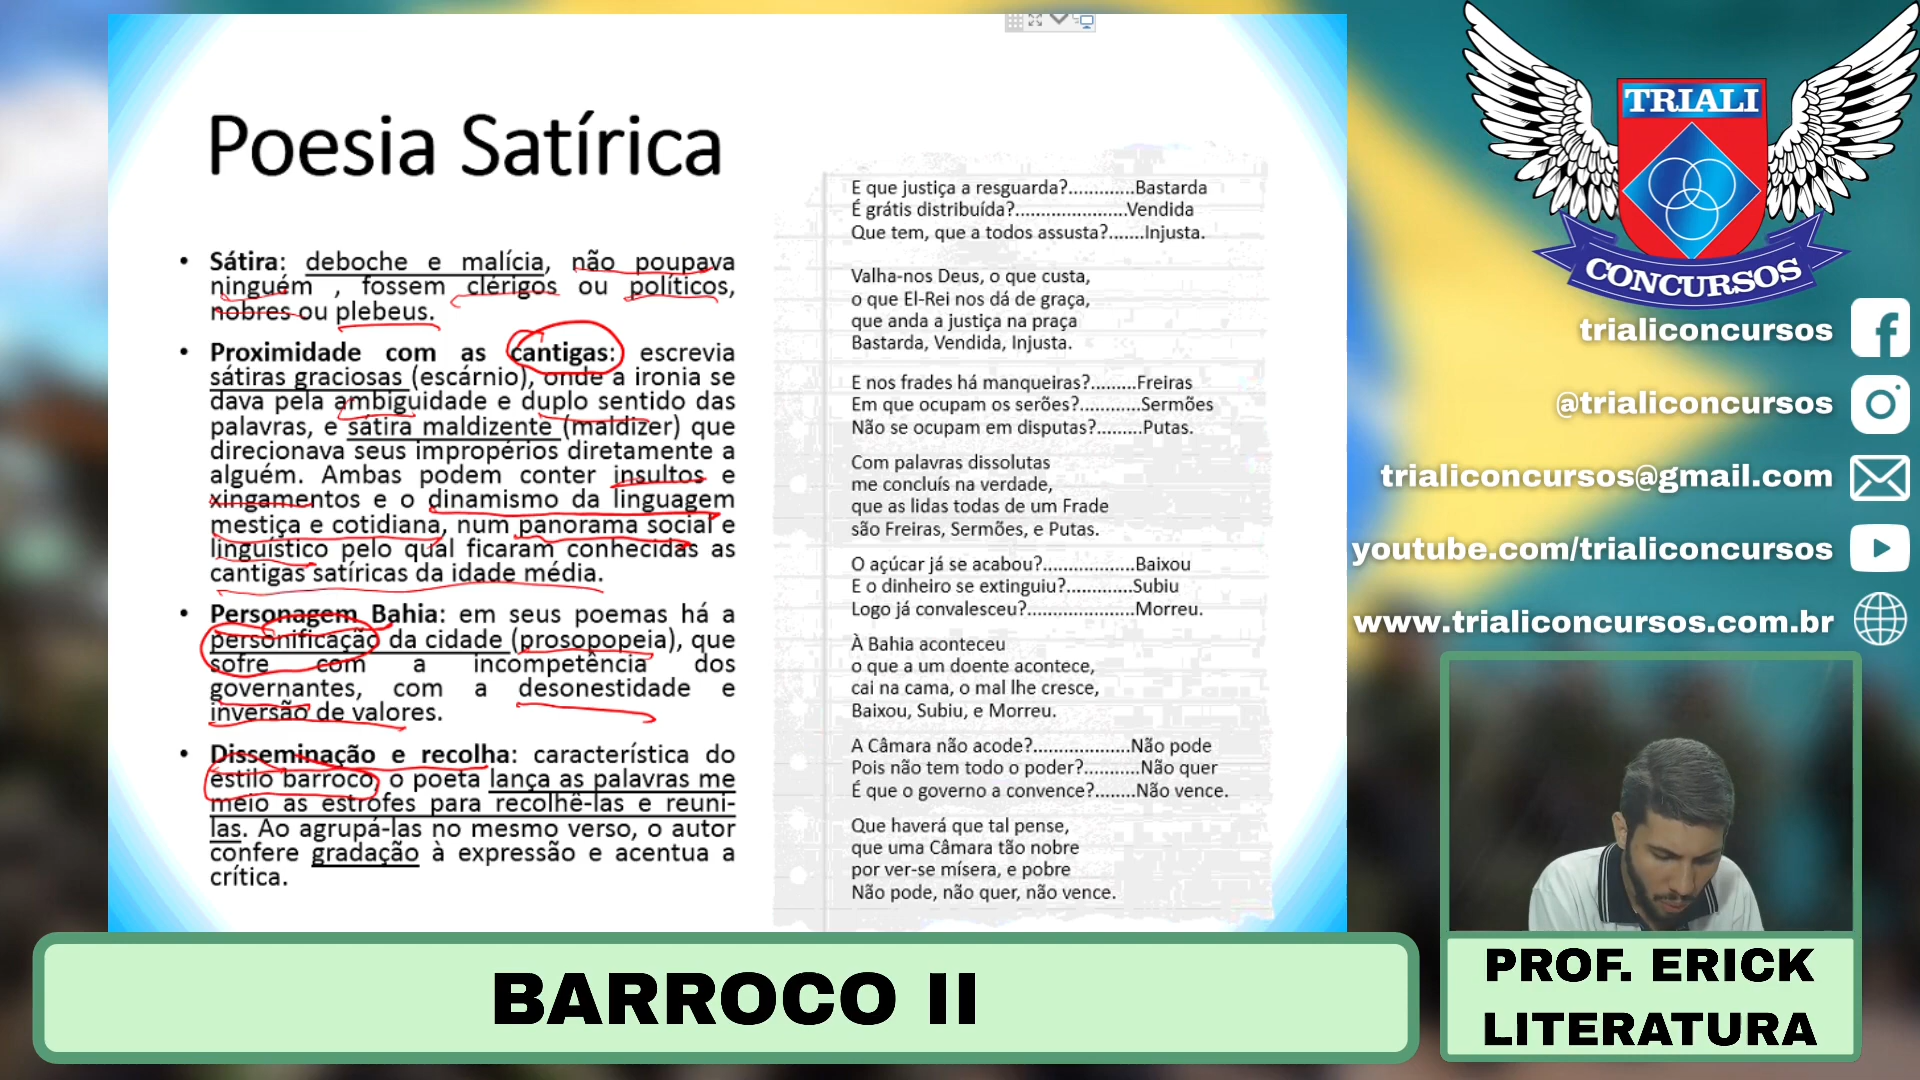 Poesia Satírica
• Sátira: deboche e malícia, não poupava
ninguém , fossem clérigos ou políticos,
nobres ou plebeus.
• Proximidade com as cantigas: escrevia
sátiras graciosas (escárnio), onde a ironia se
dava pela ambiguidade e duplo sentido das
palavras, e sátira maldizente (maldizer) que
direcionava seus impropérios diretamente a
alguém. Ambas podem conter insultos e
xingamentos e o dinamismo da linguagem
mestiça e cotidiana, num panorama social e
linguístico pelo qual ficaram conhecidas as
cantigas satíricas da idade média.
• Personagem Bahia: em seus poemas há a
personificação da cidade (prosopopeia), que
sofre com a incompetência dos
governantes, com a desonestidade e
inversão de valores.
• Disseminação e recolha: característica do
estilo barroco, o poeta lança as palavras me
meio as estrofes para recolhê-las e reuni-
las. Ao agrupá-las no mesmo verso, o autor
confere gradação à expressão e acentua a
crítica.
E que justiça a resguarda?............Bastarda
É grátis distribuída?.....................Vendida
Que tem, que a todos assusta?.......Injusta.
Valha-nos Deus, o que custa,
o que El-Rei nos dá de graça,
que anda a justiça na praça
Bastarda, Vendida, Injusta.
E nos frades há manqueiras?.........Freiras
Em que ocupam os serões?............Sermões
Não se ocupam em disputas?.........Putas.
Com palavras dissolutas
me concluís na verdade,
que as lidas todas de um Frade
são Freiras, Sermões, e Putas.
O açúcar já se acabou?..................Baixou
E o dinheiro se extinguiu?.............Subiu
Logo já convalesceu?.....................Morreu.
À Bahia aconteceu
o que a um doente acontece,
cai na cama, o mal lhe cresce,
Baixou, Subiu, e Morreu.
A Câmara não acode?...................Não pode
Pois não tem todo o poder?...........Não quer
É que o governo a convence?........Não vence.
Que haverá que tal pense,
que uma Câmara tão nobre
por ver-se mísera, e pobre
Não pode, não quer, não vence.
TRIALI
CONCURSOS
trialiconcursos
@trialiconcursos
trialiconcursos@gmail.com
youtube.com/trialiconcursos
www.trialiconcursos.com.br
BARROCO II
PROF. ERICK
LITERATURA